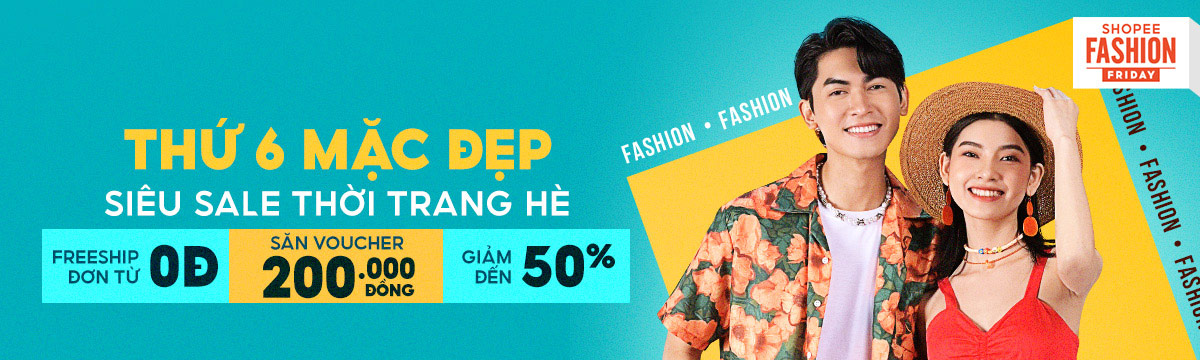 THỨ 6 MẶC ĐẸP
SIÊU SALE THỜI TRANG HÈ
FREESHIP
ĐƠN TỪ
0Đ
SĂN VOUCHER
200.000
ĐỒNG
GIẢM
ĐẾN
50%
FASHION • FASHION
SHOPEE
FASHION
FRIDAY
SHION • FASHION • FASHION